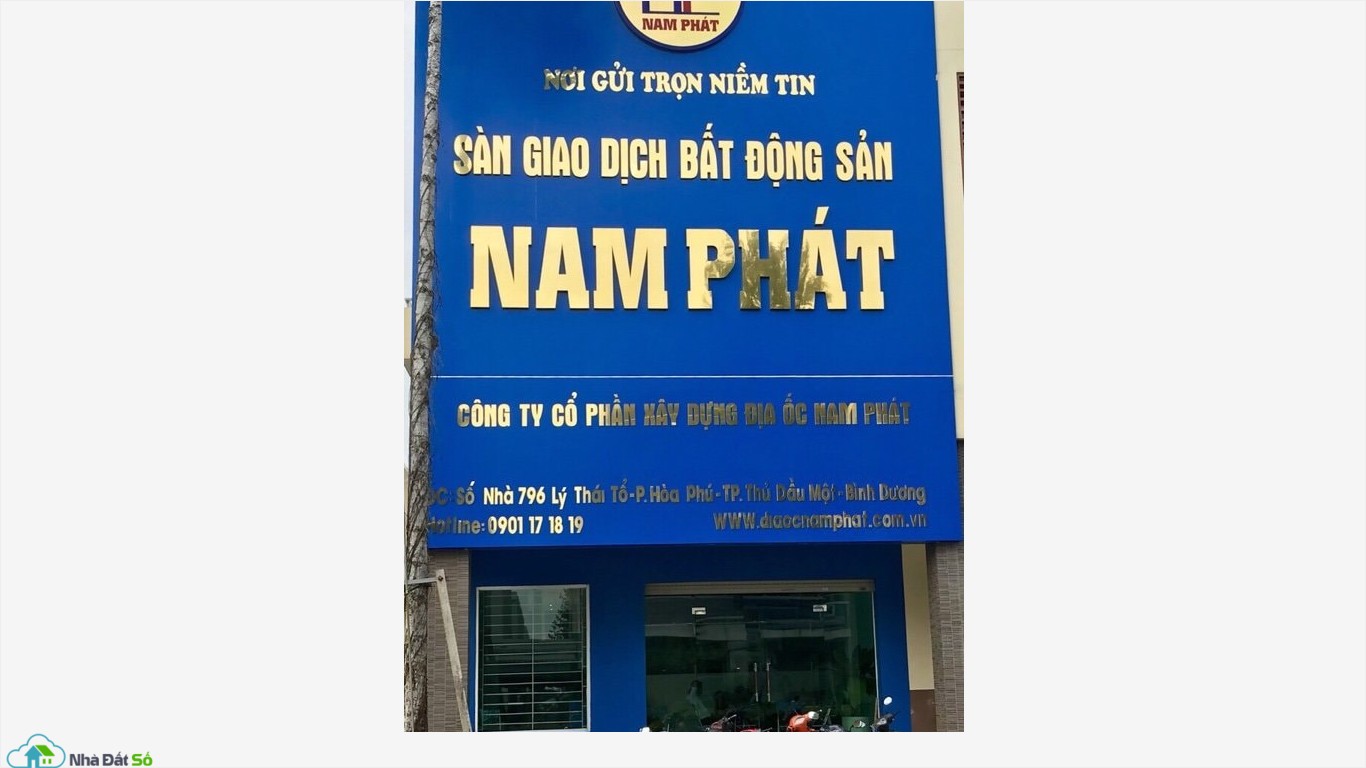 NAM PHÁT
NƠI GỬI TRỌN NIỀM TIN
SÀN GIAO DỊCH BẤT ĐỘNG SẢN
NAM PHÁT
CÔNG TY CỔ PHẦN XÂY DỰNG ĐỊA ỐC NAM PHÁT
ĐC: Số Nhà 796 Lý Thái Tổ-P.Hòa Phú-TP.Thủ Dầu Một - Bình Dương
Hotline: 0901 17 18 19
WWW.diaocnamphat.com.vn
Nhà Đất Số